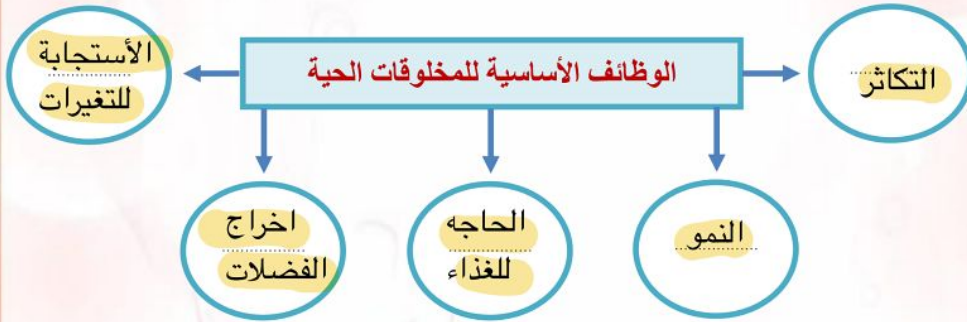 الوظائف الأساسية للمخلوقات الحية
التكاثر
النمو
الحاجه
للغذاء
اخراج
الفضلات
الأستجابة
للتغيرات